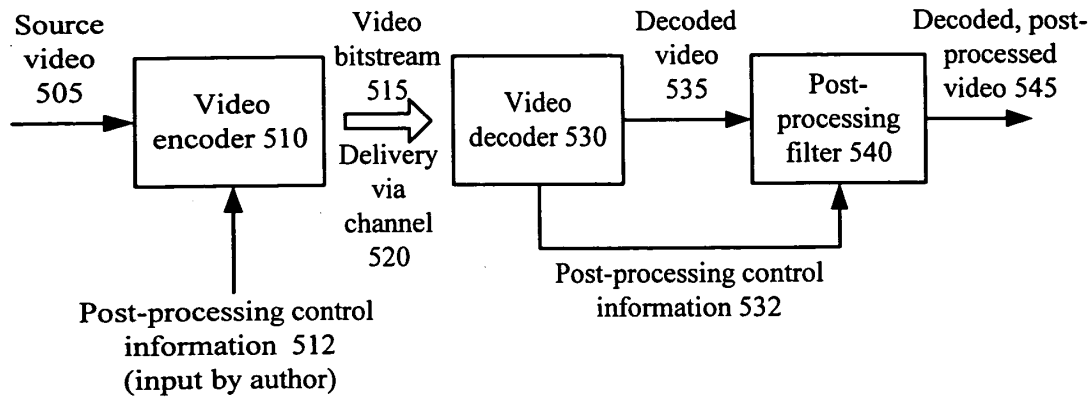 Source
video
505
Video
encoder 510
Video
bitstream
515
Delivery
via
channel
520
Video
decoder 530
Decoded
video
535
Post-
processing
filter 540
Decoded, post-
processed
video 545
Post-processing control
information 532
Post-processing control
information 512
(input by author)